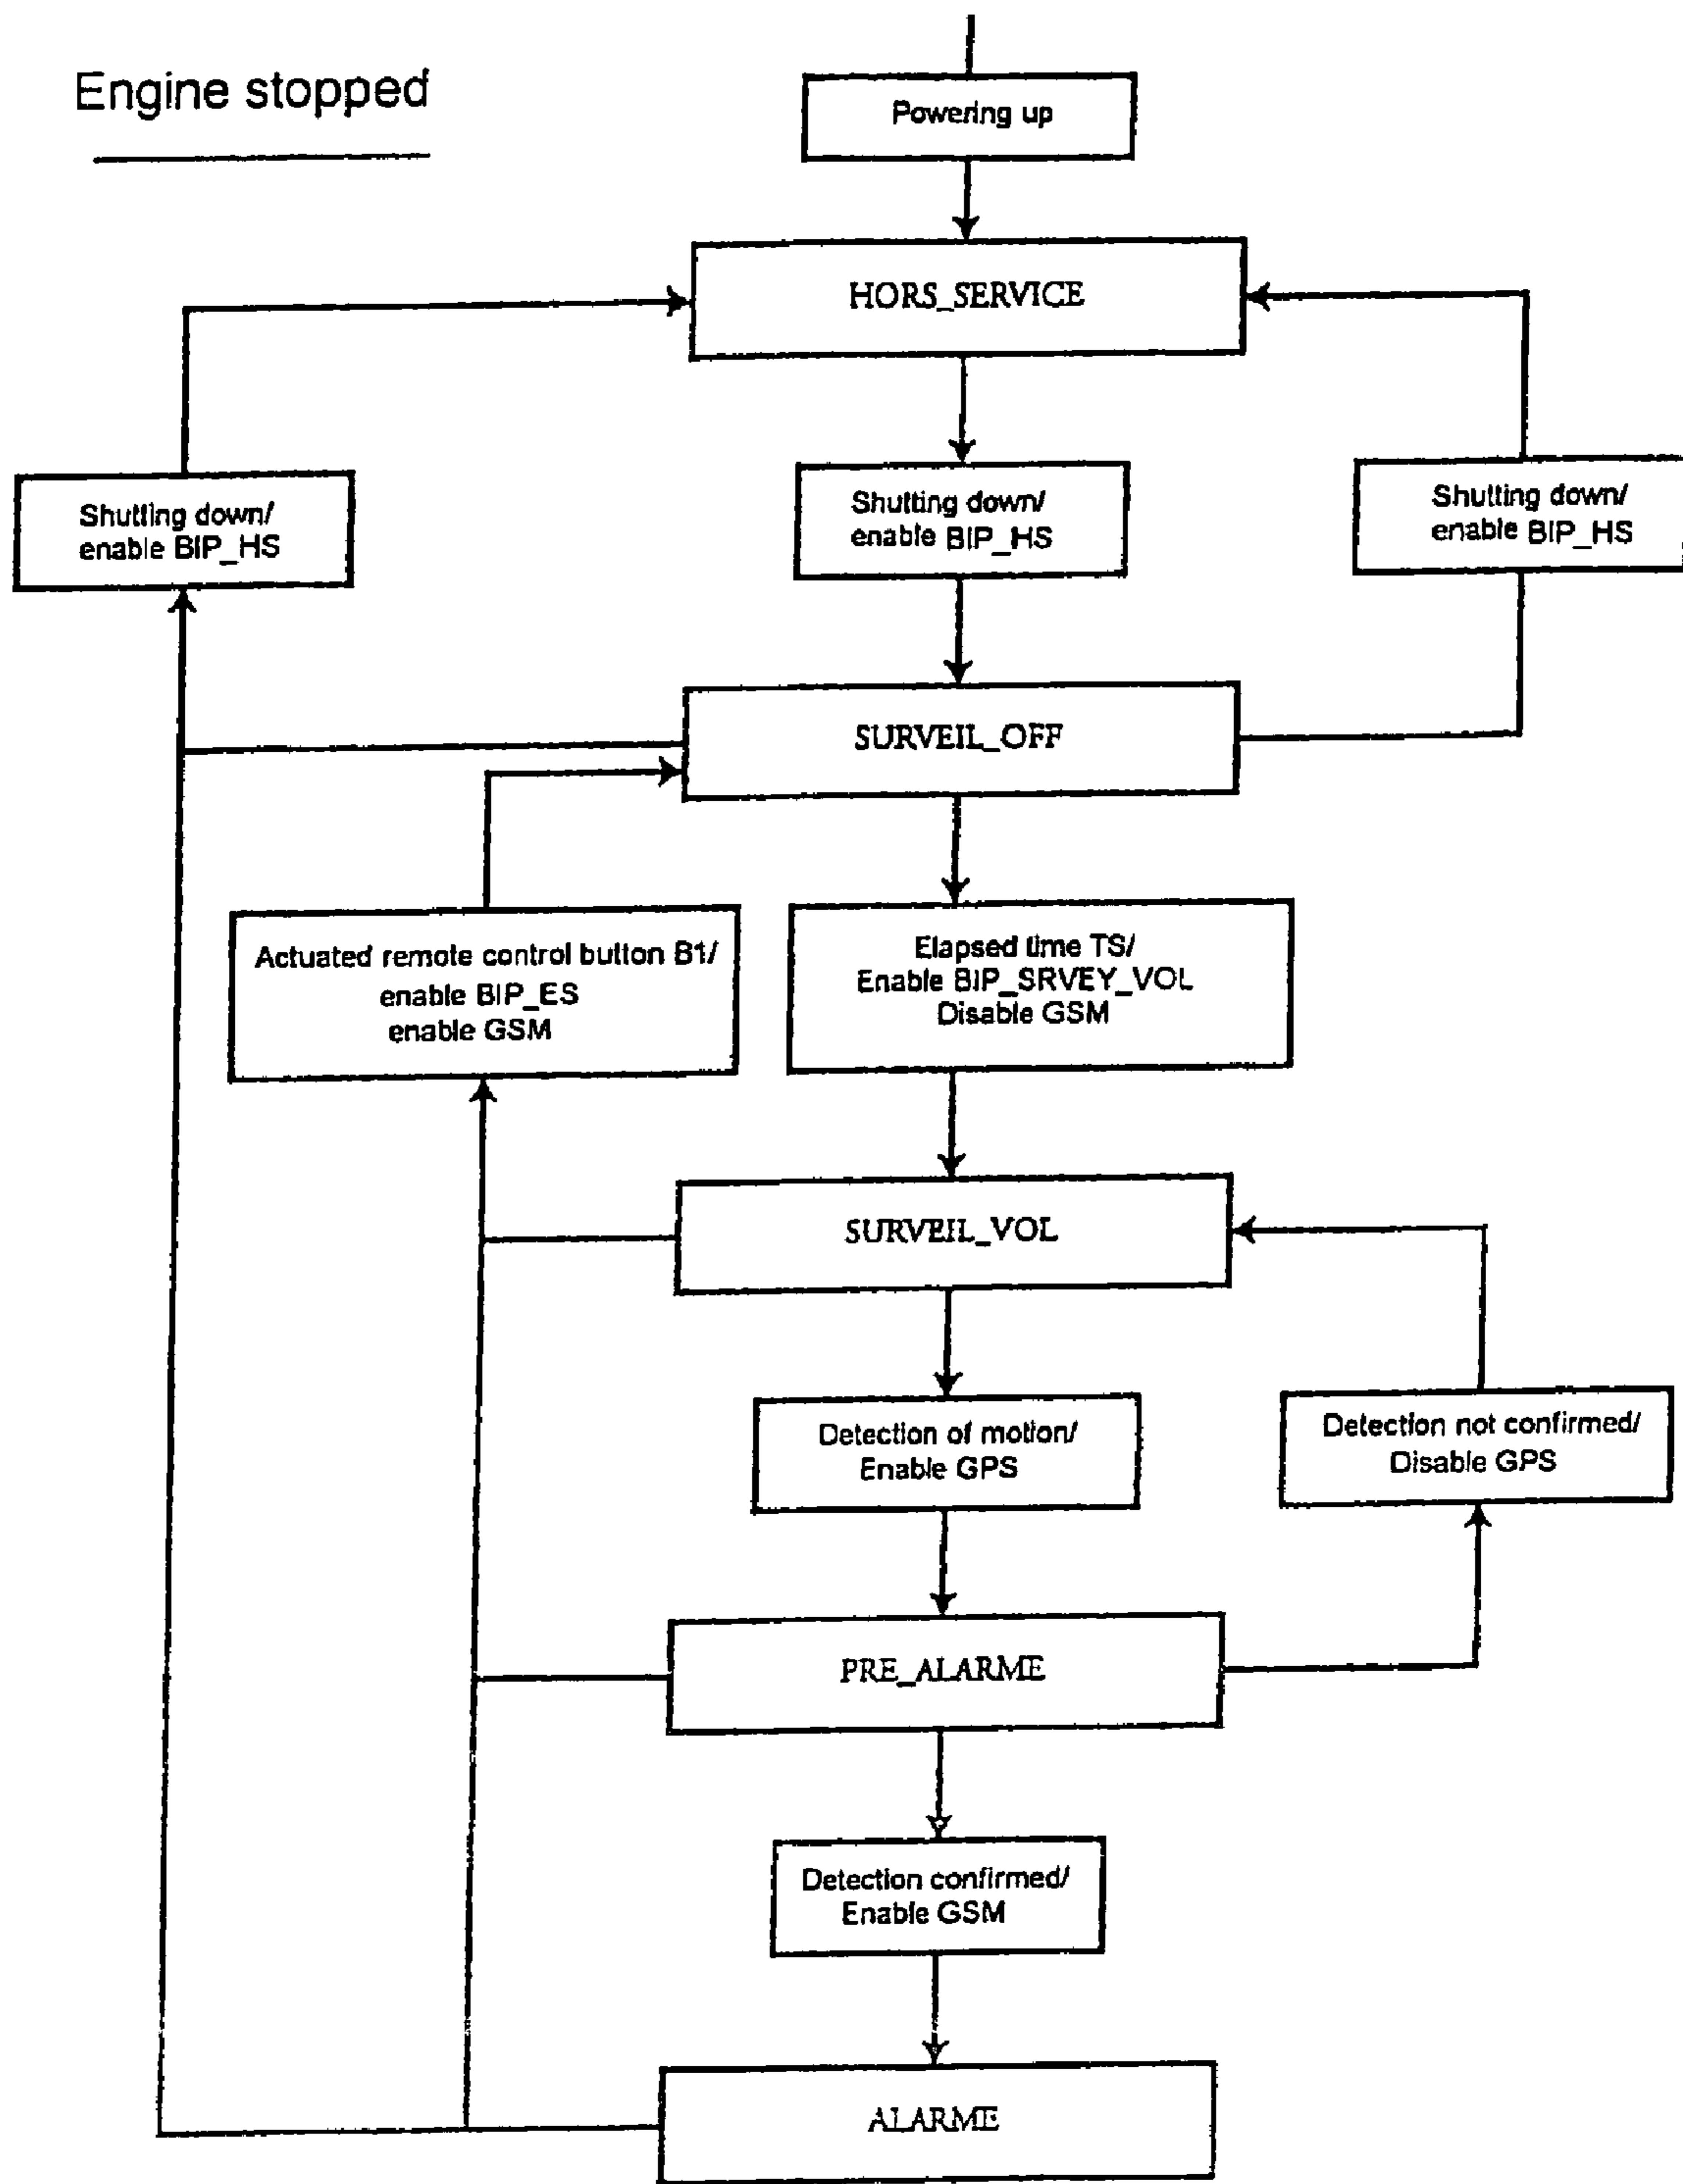 Engine stopped
Powering up
HORS_SERVICE
Shutting down/
enable BIP_HS
Shutting down/
enable BIP_HS
Shutting down/
enable BIP_HS
SURVEIL_OFF
Actuated remote control button B1/
enable BIP_ES
enable GSM
Elapsed time TS/
Enable BIP_SRVEY_VOL
Disable GSM
SURVEIL_VOL
Detection of motion/
Enable GPS
Detection not confirmed/
Disable GPS
PRE_ALARME
Detection confirmed/
Enable GSM
ALARME